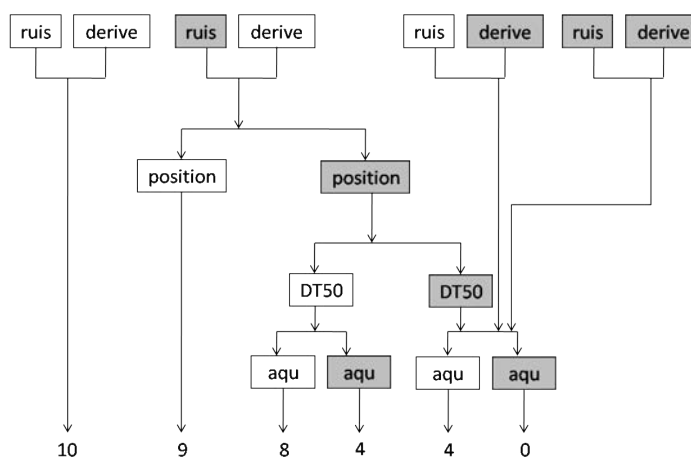 ruis derive ruis derive ruis derive ruis derive
position position
DT50 DT50
aqu aqu aqu aqu
10 9 8 4 4 0